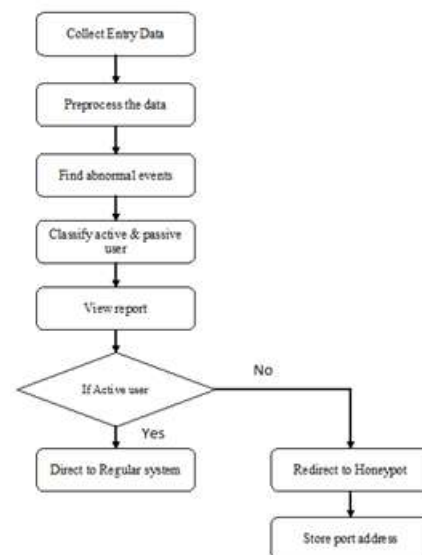 Collect Entry Data
Preprocess the data
Find abnormal events
Classify active & passive
user
View report
If Active user
No
Yes
Direct to Regular system
Redirect to Honeypot
Store port address